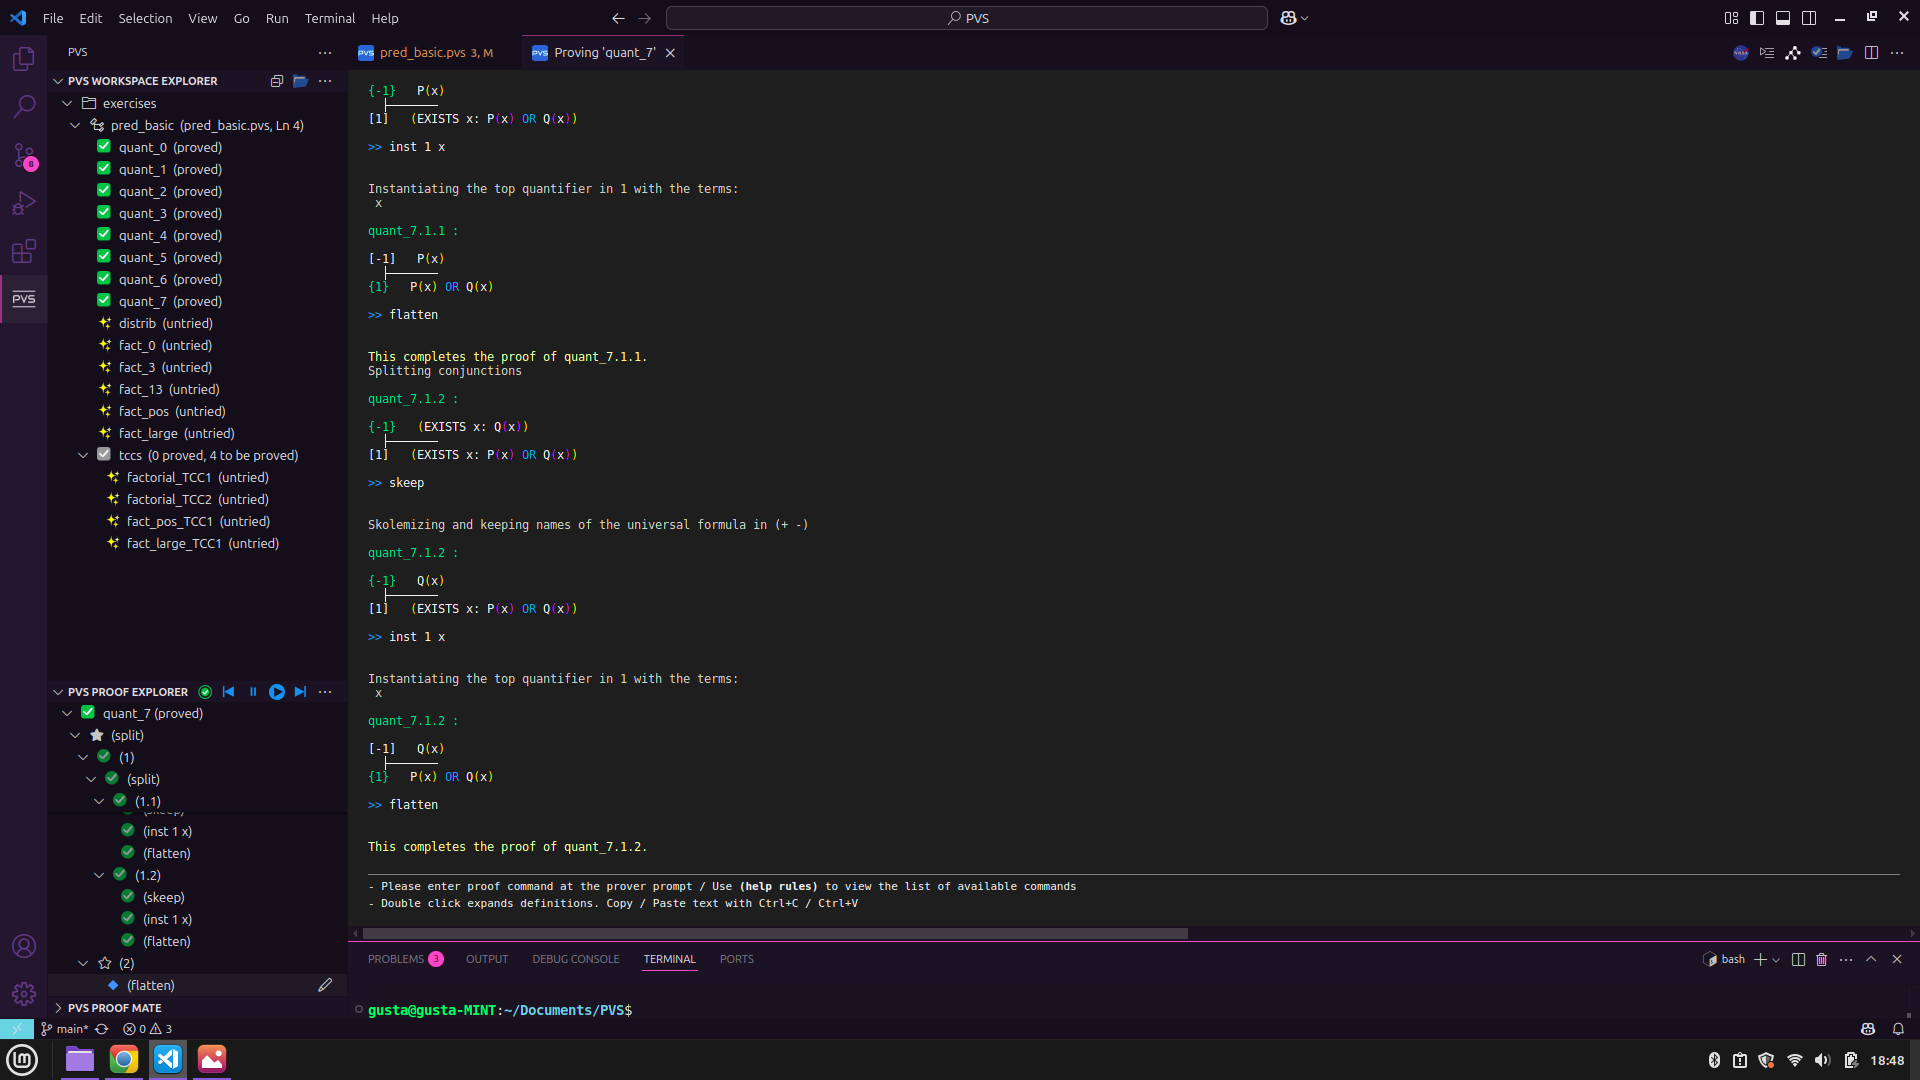 File Edit Selection View Go Run Terminal Help
PVS
PVS
pred_basic.pvs 3, M
Proving 'quant_7'
PVS WORKSPACE EXPLORER
exercises
pred_basic (pred_basic.pvs, Ln 4)
quant_0 (proved)
quant_1 (proved)
quant_2 (proved)
quant_3 (proved)
quant_4 (proved)
quant_5 (proved)
quant_6 (proved)
quant_7 (proved)
distrib (untried)
fact_0 (untried)
fact_3 (untried)
fact_13 (untried)
fact_pos (untried)
fact_large (untried)
tccs (0 proved, 4 to be proved)
factorial_TCC1 (untried)
factorial_TCC2 (untried)
fact_pos_TCC1 (untried)
fact_large_TCC1 (untried)
8
PVS
PVS PROOF EXPLORER
quant_7 (proved)
(split)
(1)
(split)
(1.1)
(skeep)
(inst 1 x)
(flatten)
(1.2)
(skeep)
(inst 1 x)
(flatten)
(2)
(flatten)
PVS PROOF MATE
{-1} P(x)
[1] (EXISTS x: P(x) OR Q(x))
>> inst 1 x
Instantiating the top quantifier in 1 with the terms:
x
quant_7.1.1 :
[-1] P(x)
{1} P(x) OR Q(x)
>> flatten
This completes the proof of quant_7.1.1.
Splitting conjunctions
quant_7.1.2 :
{-1} (EXISTS x: Q(x))
[1] (EXISTS x: P(x) OR Q(x))
>> skeep
Skolemizing and keeping names of the universal formula in (+ -)
quant_7.1.2 :
{-1} Q(x)
[1] (EXISTS x: P(x) OR Q(x))
>> inst 1 x
Instantiating the top quantifier in 1 with the terms:
x
quant_7.1.2 :
[-1] Q(x)
{1} P(x) OR Q(x)
>> flatten
This completes the proof of quant_7.1.2.
- Please enter proof command at the prover prompt / Use (help rules) to view the list of available commands
- Double click expands definitions. Copy / Paste text with Ctrl+C / Ctrl+V
PROBLEMS 3 OUTPUT DEBUG CONSOLE TERMINAL PORTS
bash
gusta@gusta-MINT:~/Documents/PVS$
main* 0 3
18:48